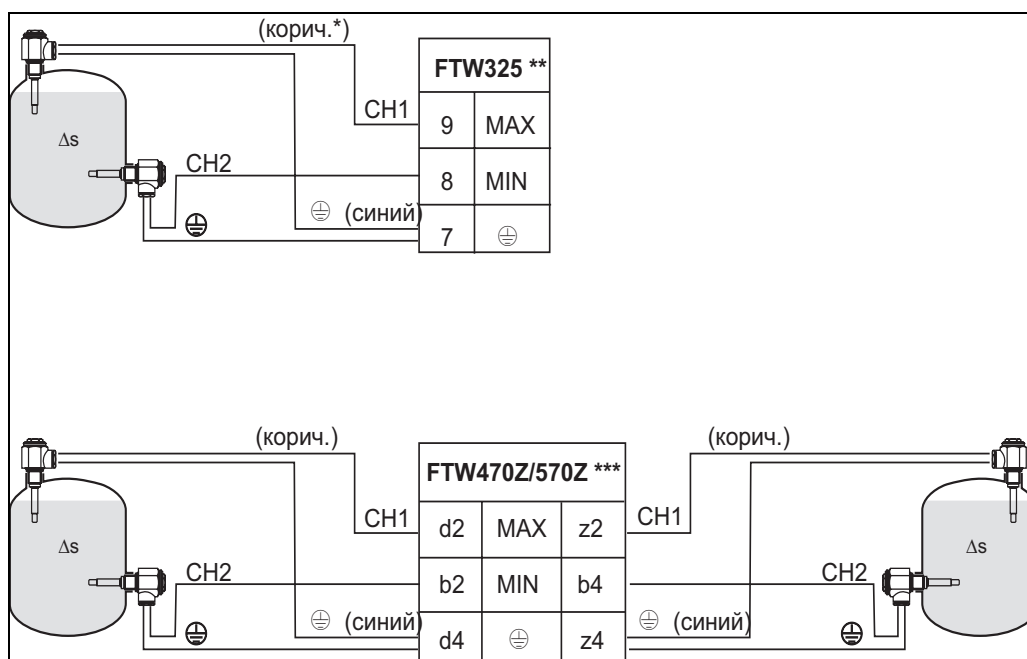 (корич.*)
FTW325 **
CH1
9 MAX
Δs
CH2
8 MIN
⏚ (синий)
⏚
7 ⏚
(корич.) (корич.)
FTW470Z/570Z ***
CH1 d2 MAX z2 CH1
Δs Δs
CH2 b2 MIN b4 CH2
⏚ (синий) ⏚ (синий)
⏚ d4 ⏚ z4 ⏚